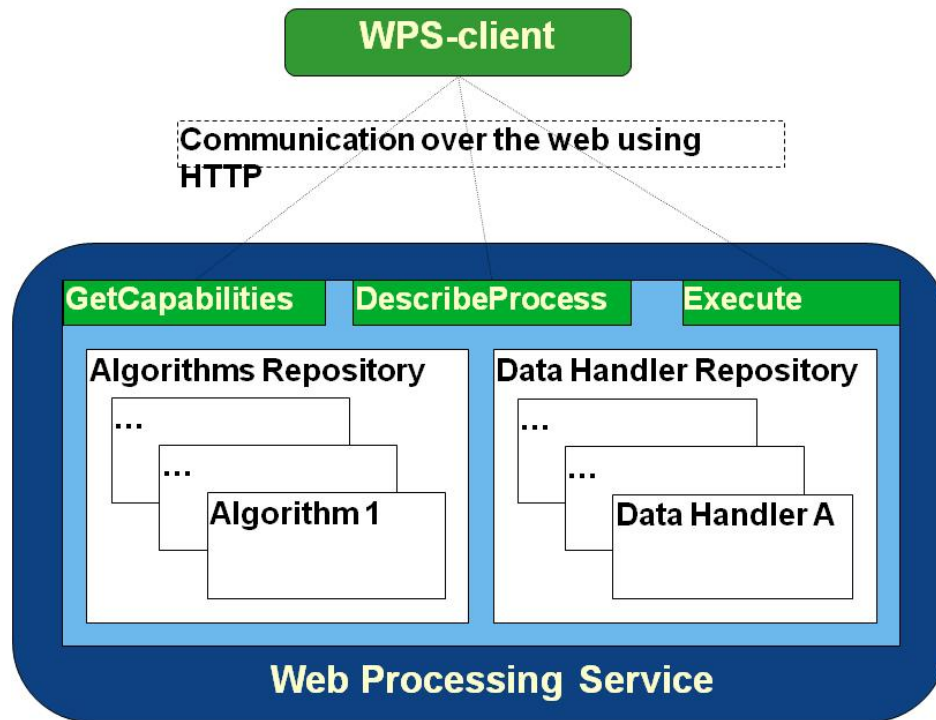 WPS-client
Communication over the web using
HTTP
GetCapabilities
DescribeProcess
Execute
Algorithms Repository
...
...
Algorithm 1
Data Handler Repository
...
...
Data Handler A
Web Processing Service